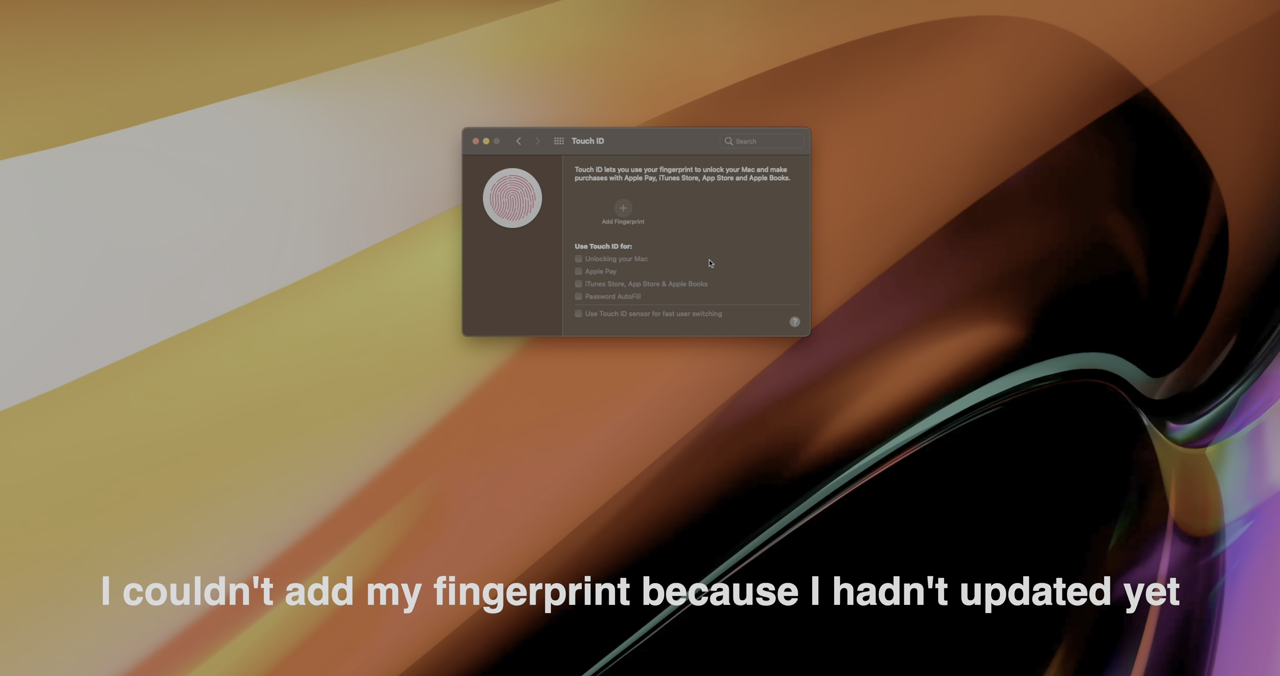 Touch ID
Search
Touch ID lets you use your fingerprint to unlock your Mac and make
purchases with Apple Pay, iTunes Store, App Store and Apple Books.
+
Add Fingerprint
Use Touch ID for:
Unlocking your Mac
Apple Pay
iTunes Store, App Store & Apple Books
Password AutoFill
Use Touch ID sensor for fast user switching
?
I couldn't add my fingerprint because I hadn't updated yet